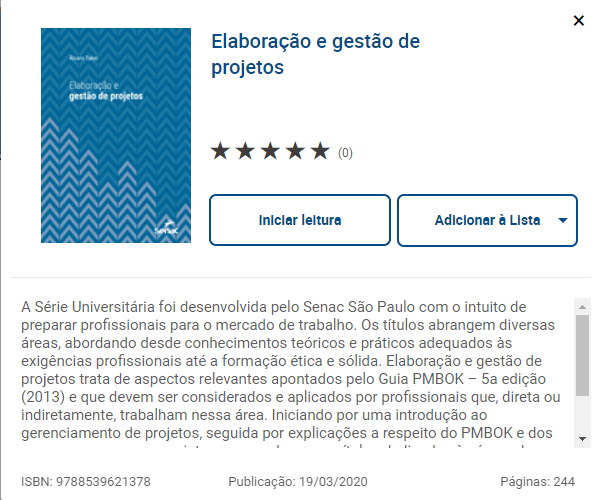 Elaboração e gestão de
projetos
Elaboração e
gestão de projetos
Senac
(0)
Iniciar leitura
Adicionar à Lista
A Série Universitária foi desenvolvida pelo Senac São Paulo com o intuito de
preparar profissionais para o mercado de trabalho. Os títulos abrangem diversas
áreas, abordando desde conhecimentos teóricos e práticos adequados às
exigências profissionais até a formação ética e sólida. Elaboração e gestão de
projetos trata de aspectos relevantes apontados pelo Guia PMBOK – 5a edição
(2013) e que devem ser considerados e aplicados por profissionais que, direta ou
indiretamente, trabalham nessa área. Iniciando por uma introdução ao
gerenciamento de projetos, seguida por explicações a respeito do PMBOK e dos
ISBN: 9788539621378
Publicação: 19/03/2020
Páginas: 244